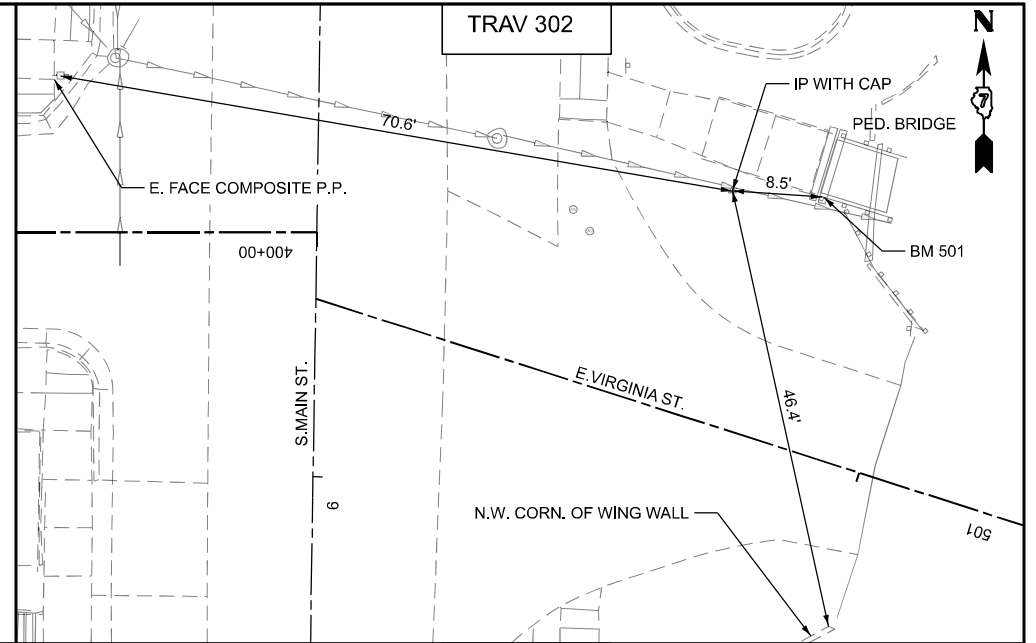 TRAV 302
N
7
IP WITH CAP
PED. BRIDGE
70.6'
E. FACE COMPOSITE P.P.
8.5'
BM 501
400+00
S.MAIN ST.
E.VIRGINIA ST.
46.4'
6
N.W. CORN. OF WING WALL
501